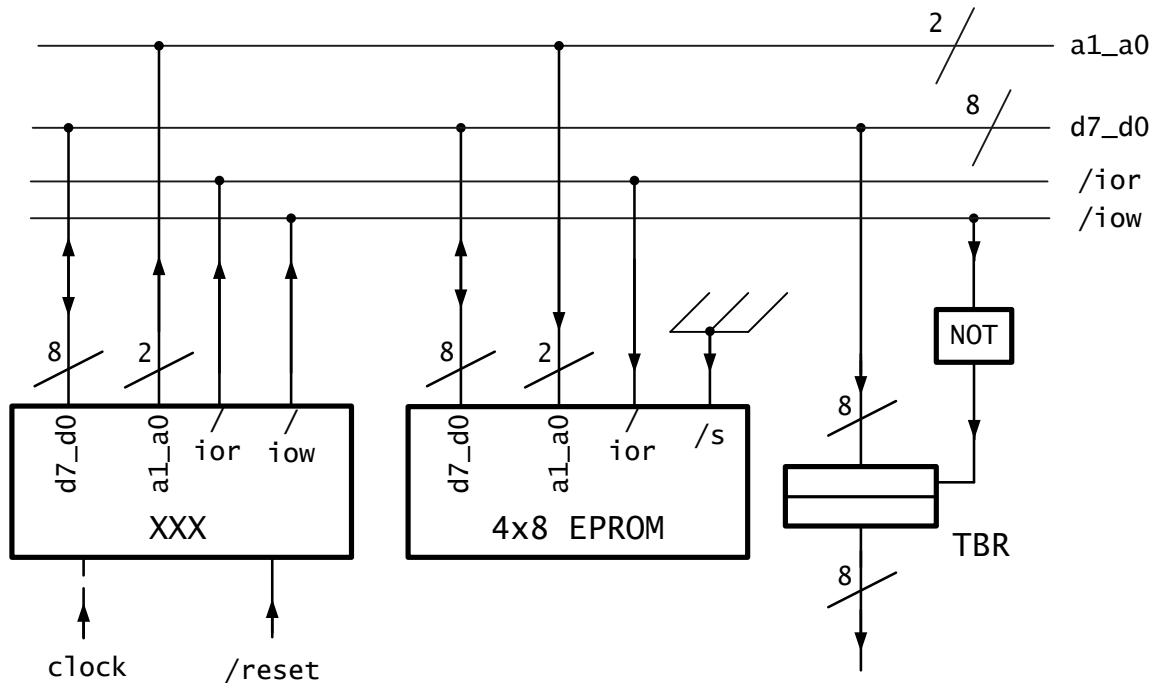 2
a1_a0
8
d7_d0
/ior
/iow
NOT
8
2
8
2
8
d7_d0
a1_a0
/ior
/iow
d7_d0
a1_a0
/ior
/s
XXX
4x8 EPROM
TBR
8
clock
/reset